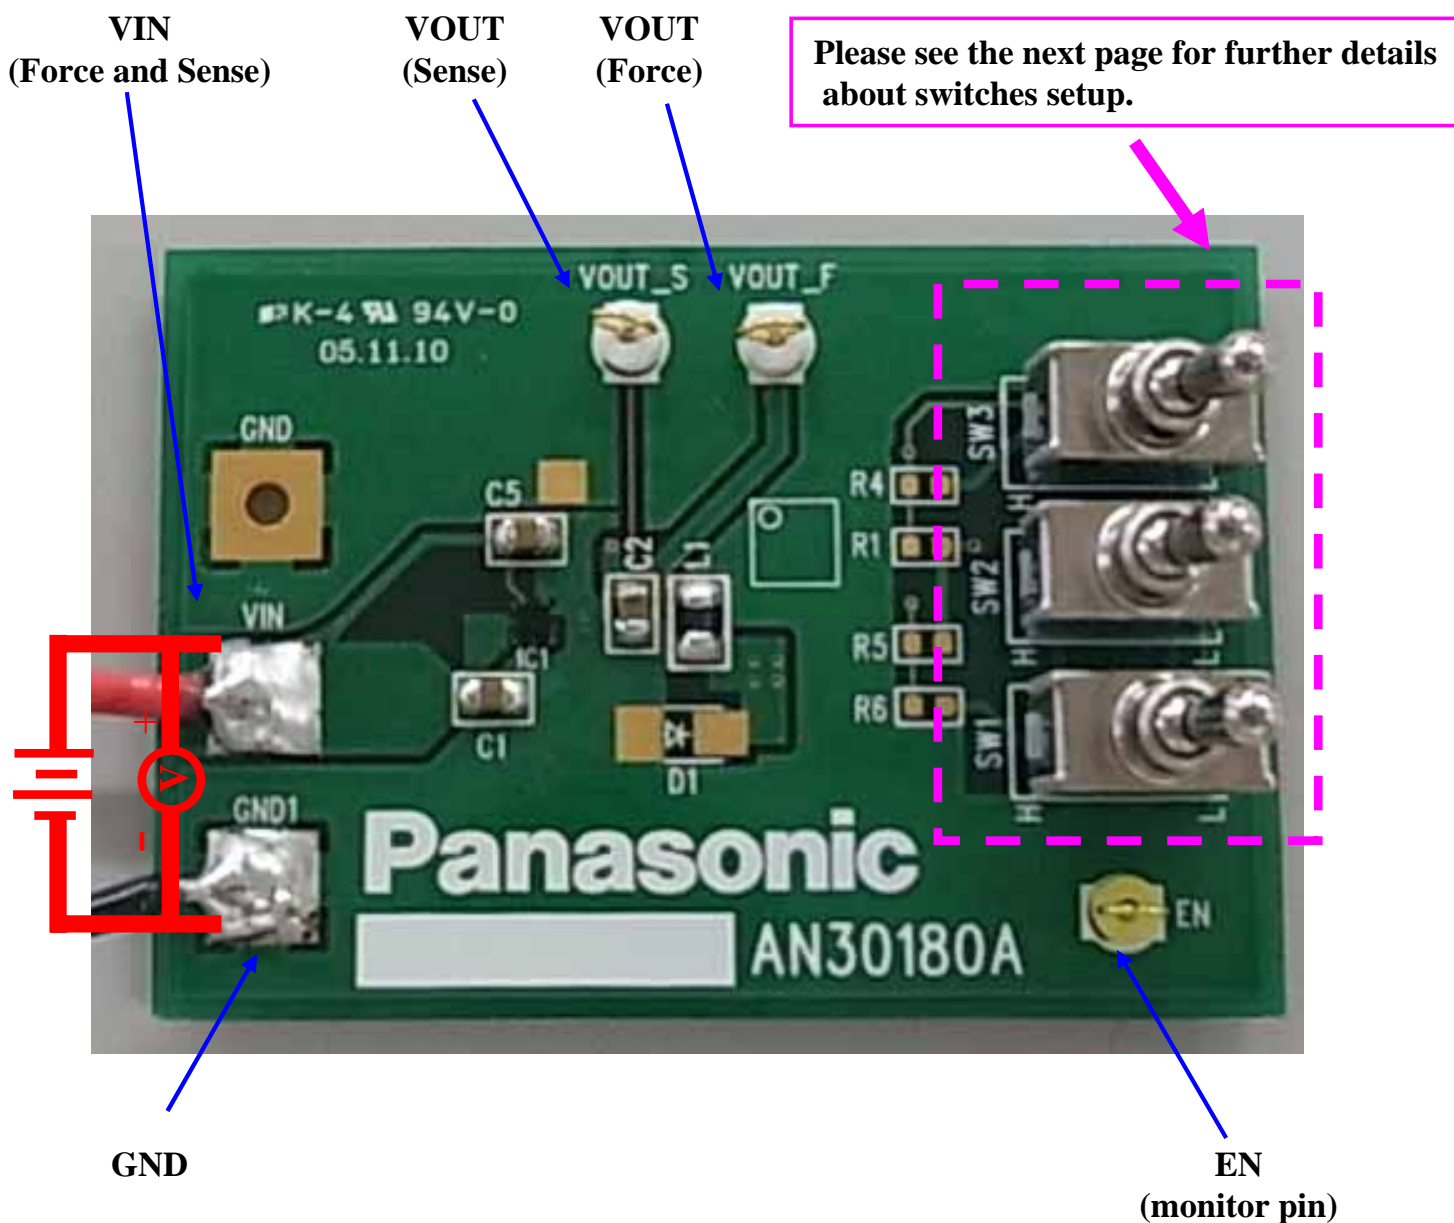 VIN
(Force and Sense)
VOUT
(Sense)
VOUT
(Force)
Please see the next page for further details
about switches setup.
VOUT_S
VOUT_F
K-4 94V-0
05.11.10
GND
C5
R4
R1
R5
R6
SW3
H
SW2
H
L
SW1
H
L
C2
L1
VIN
IC1
C1
D1
+
V
-
GND1
Panasonic
AN30180A
EN
GND
EN
(monitor pin)